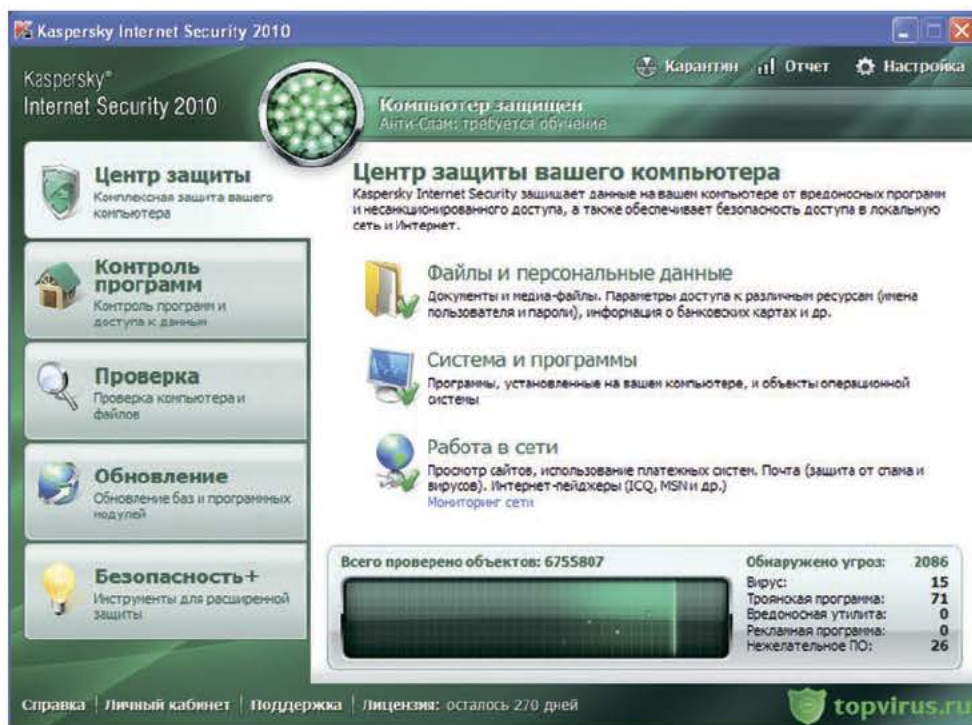 Kaspersky Internet Security 2010
Kaspersky®
Internet Security 2010
Карантин Отчет Настройка
Компьютер защищен
Анти-Спам: требуется обучение
Центр защиты
Комплексная защита вашего
компьютера
Контроль
программ
Контроль программ и
доступа к данным
Проверка
Проверка компьютера и
файлов
Обновление
Обновление баз и программных
модулей
Безопасность+
Инструменты для расширенной
защиты
Центр защиты вашего компьютера
Kaspersky Internet Security защищает данные на вашем компьютере от вредоносных программ
и несанкционированного доступа, а также обеспечивает безопасность доступа в локальную
сеть и Интернет.
Файлы и персональные данные
Документы и медиа-файлы. Параметры доступа к различным ресурсам (имена
пользователя и пароли), информация о банковских картах и др.
Система и программы
Программы, установленные на вашем компьютере, и объекты операционной
системы
Работа в сети
Просмотр сайтов, использование платежных систем. Почта (защита от спама и
вирусов). Интернет-пейджеры (ICQ, MSN и др.)
Мониторинг сети
Всего проверено объектов: 6755807
Обнаружено угроз: 2086
Вирус: 15
Троянская программа: 71
Вредоносная утилита: 0
Рекламная программа: 0
Нежелательное ПО: 26
Справка | Личный кабинет | Поддержка | Лицензия: осталось 270 дней
topvirus.ru